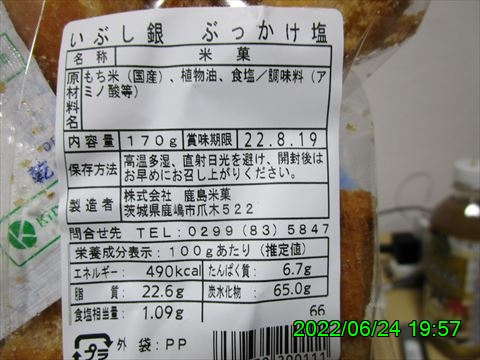 いぶし銀 ぶっかけ塩
名称 米菓
原材料名 もち米(国産)、植物油、食塩/調味料(ア
ミノ酸等)
内容量 170g 賞味期限 22.8.19
保存方法 高温多湿、直射日光を避け、開封後は
お早めにお召し上がりください。
製造者 株式会社 鹿島米菓
茨城県鹿嶋市爪木522
問合せ先 TEL:0299(83)5847
栄養成分表示:100gあたり(推定値)
エネルギー: 490kcal たんぱく質: 6.7g
脂質: 22.6g 炭水化物: 65.0g
食塩相当量: 1.09g 66
プラ 外袋:PP
2022/06/24 19:57
乾